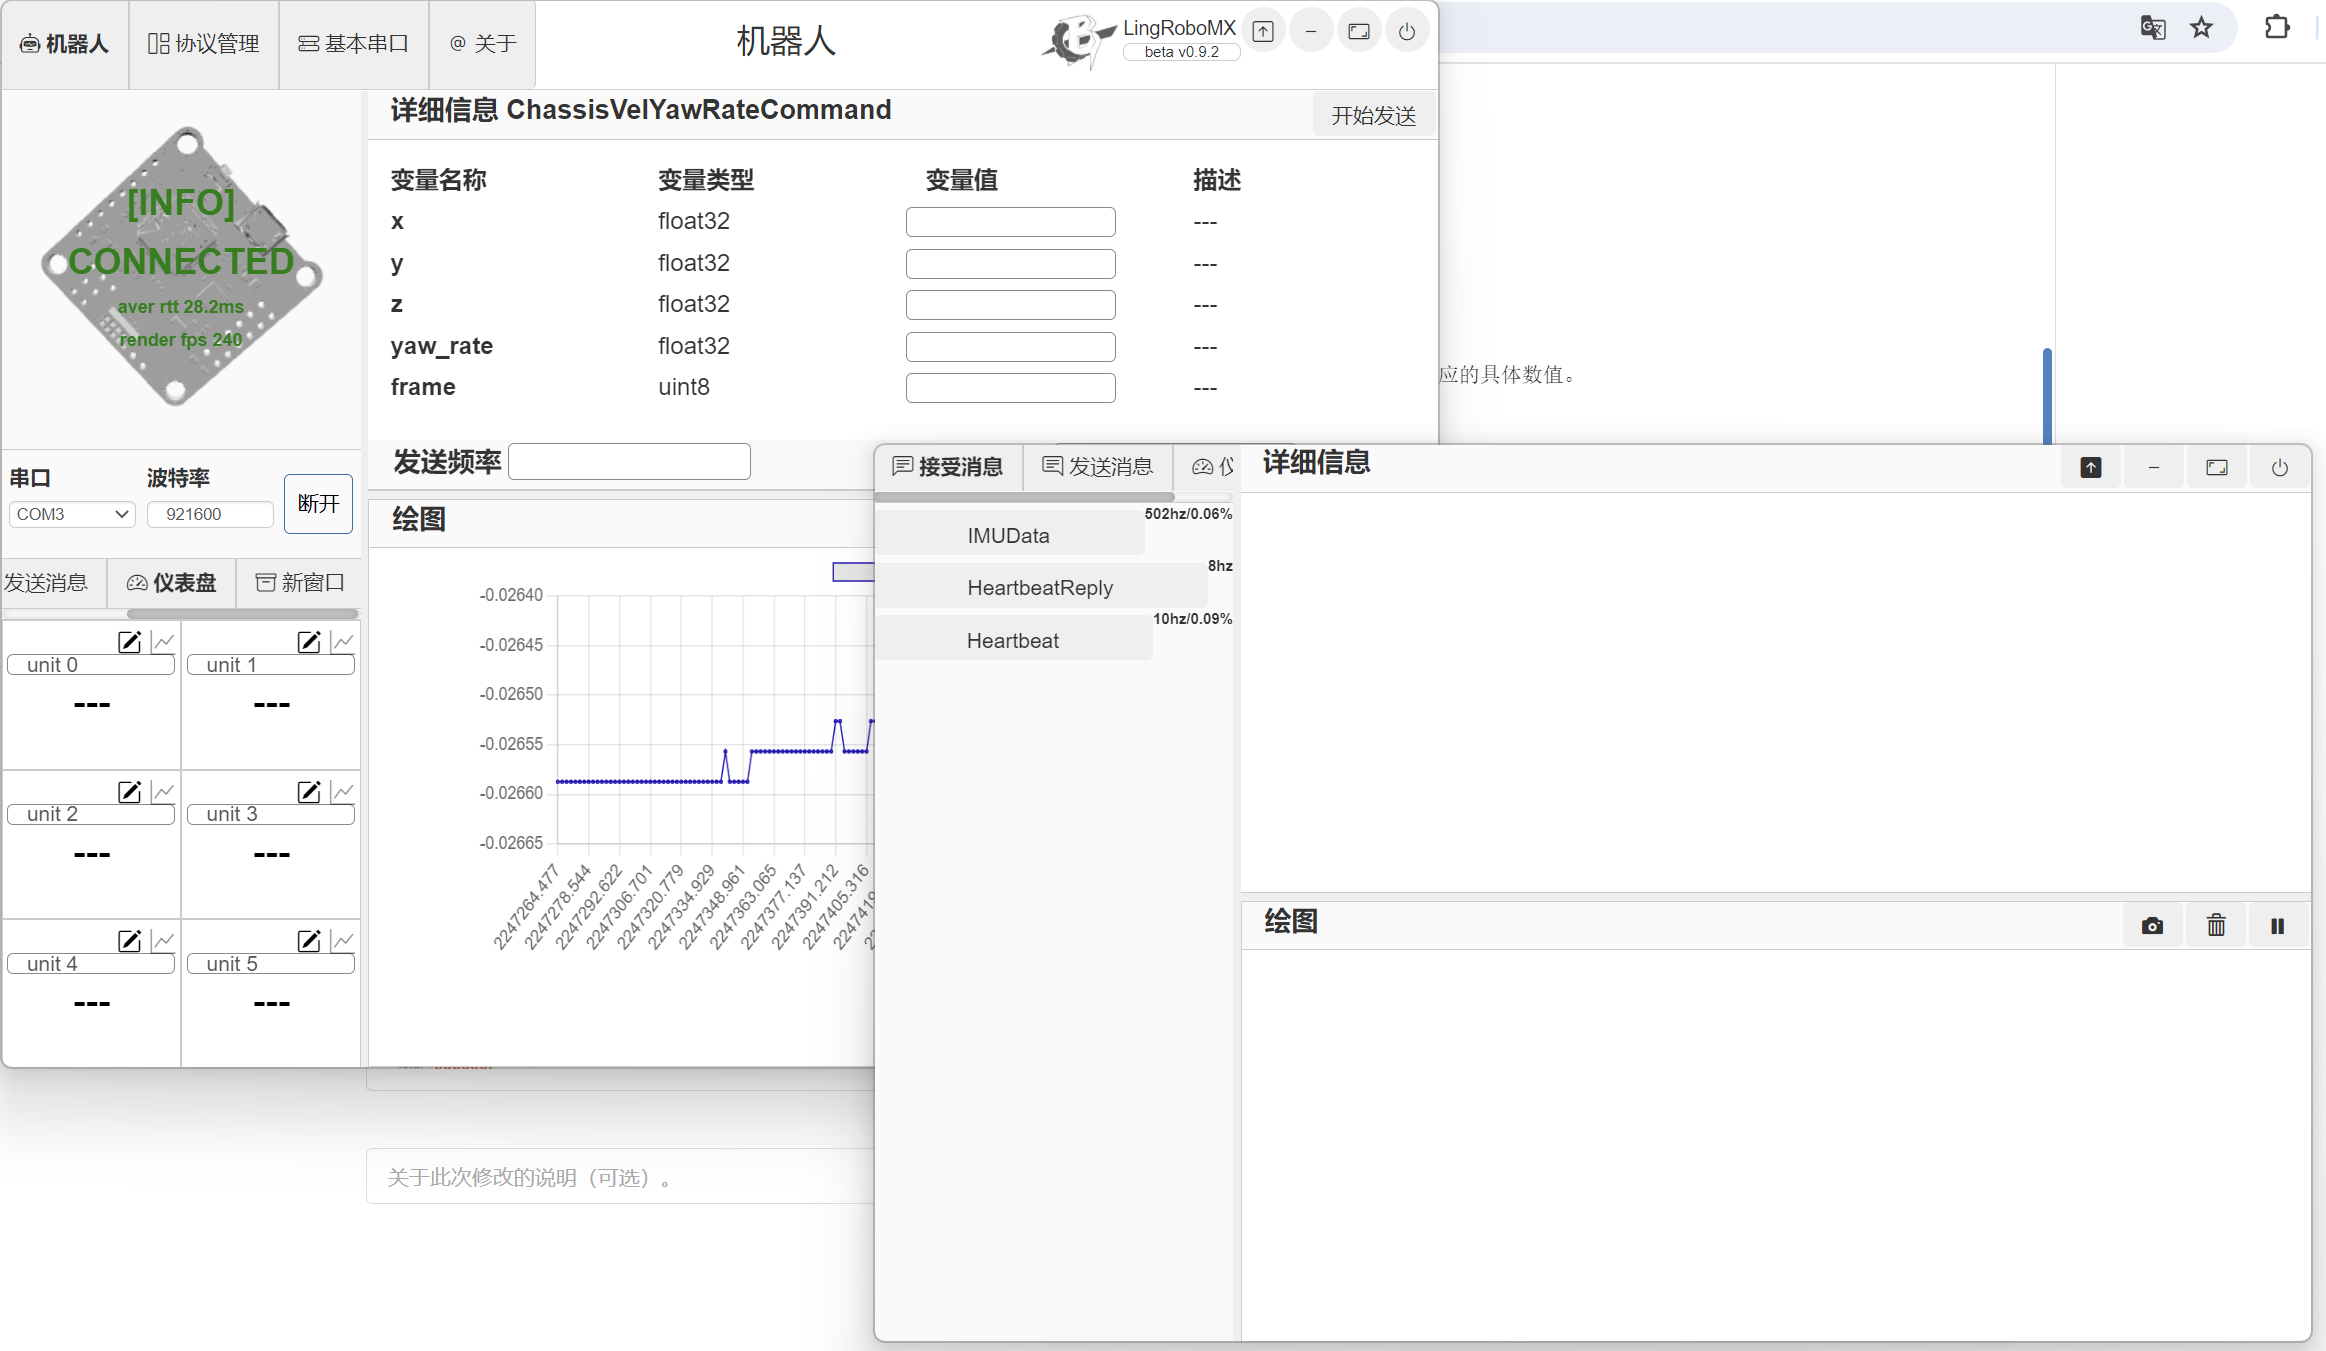 机器人
协议管理
基本串口
@ 关于
机器人
LingRoboMX
beta v0.9.2
[INFO]
CONNECTED
aver rtt 28.2ms
render fps 240
串口
波特率
COM3
921600
断开
发送消息
仪表盘
新窗口
unit 0
---
unit 1
---
unit 2
---
unit 3
---
unit 4
---
unit 5
---
详细信息 ChassisVelYawRateCommand
开始发送
变量名称 变量类型 变量值 描述
x float32 ---
y float32 ---
z float32 ---
yaw_rate float32 ---
frame uint8 ---
发送频率
绘图
-0.02640
-0.02645
-0.02650
-0.02655
-0.02660
-0.02665
2247264.477
2247278.544
2247292.622
2247306.701
2247320.779
2247334.929
2247348.961
2247363.065
2247377.137
2247391.212
2247405.316
2247419
应的具体数值。
接受消息
发送消息
仪
502hz/0.06%
IMUData
8hz
HeartbeatReply
10hz/0.09%
Heartbeat
详细信息
绘图
关于此次修改的说明（可选）。